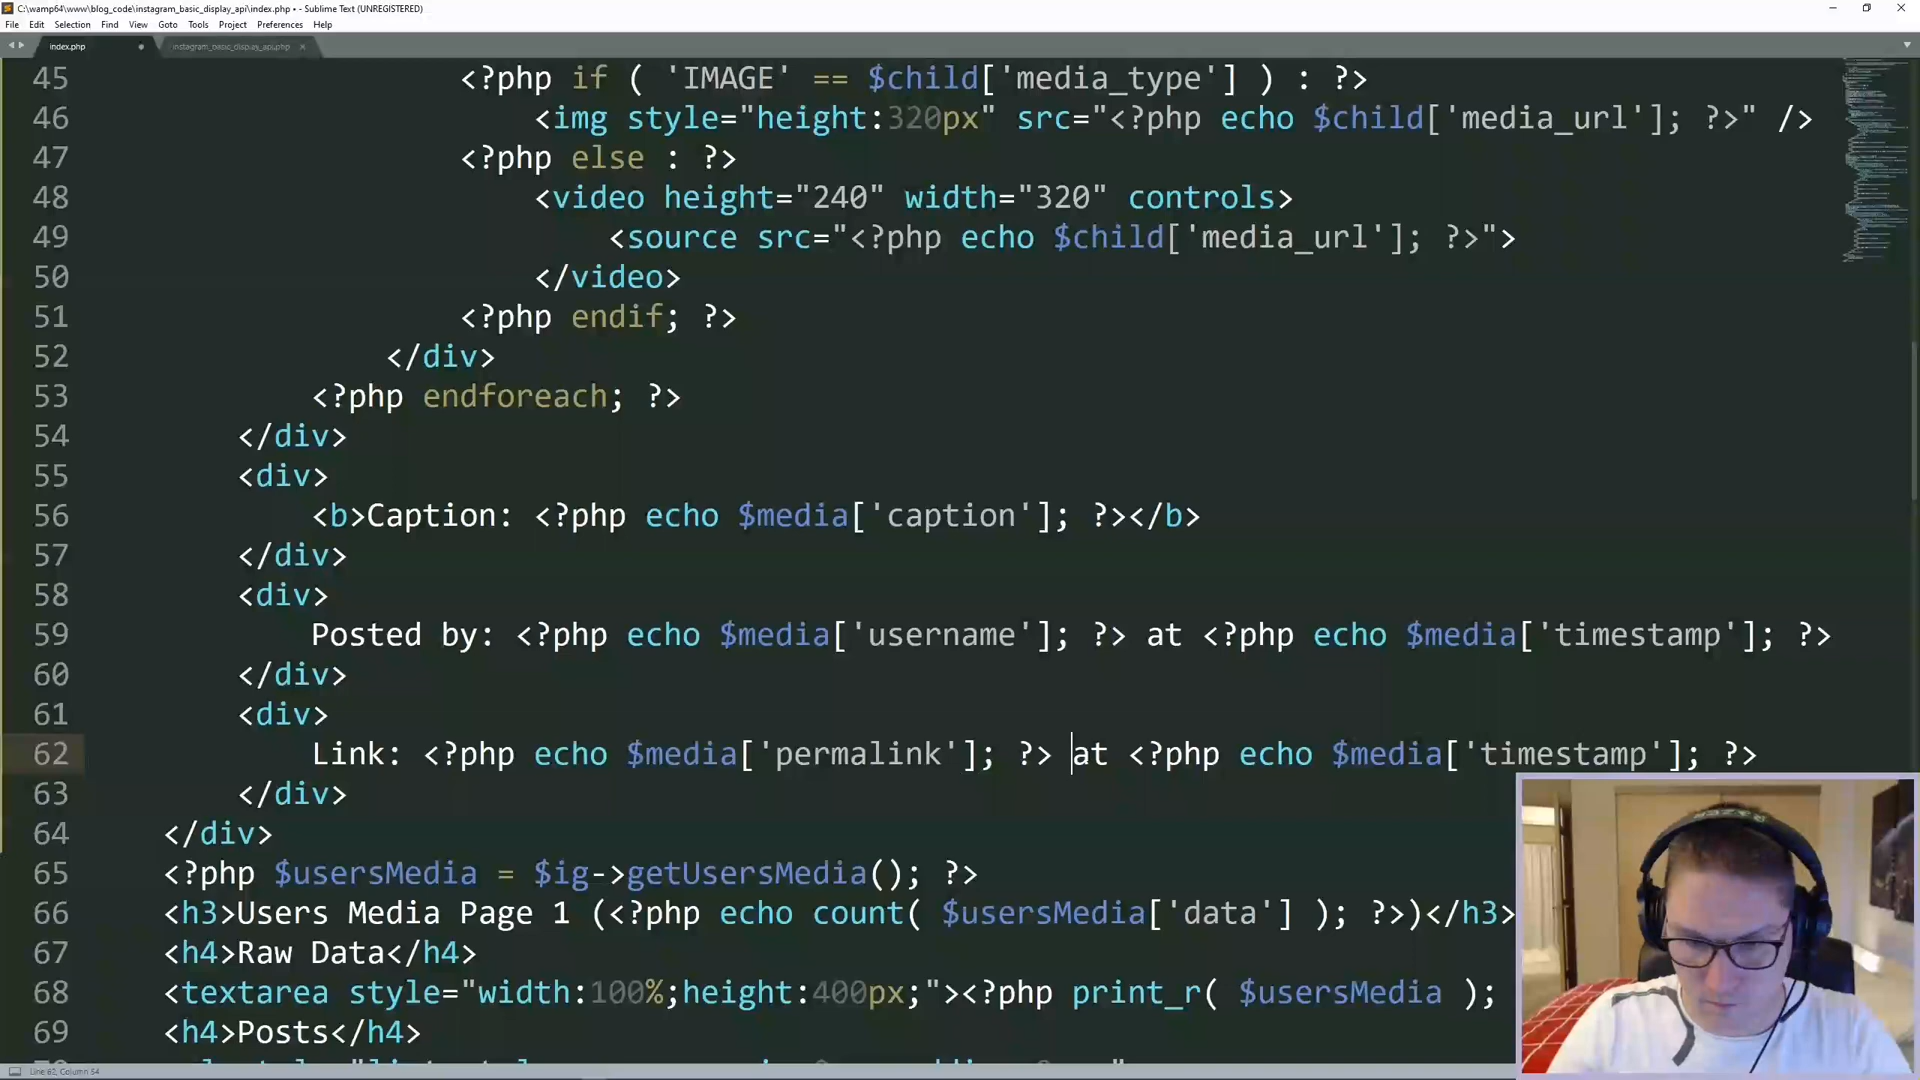 C:\wamp64\www\blog_code\instagram_basic_display_api\index.php • - Sublime Text (UNREGISTERED)
File Edit Selection Find View Goto Tools Project Preferences Help
index.php instagram_basic_display_api.php
45 <?php if ( 'IMAGE' == $child['media_type'] ) : ?>
46 <img style="height:320px" src="<?php echo $child['media_url']; ?>" />
47 <?php else : ?>
48 <video height="240" width="320" controls>
49 <source src="<?php echo $child['media_url']; ?>">
50 </video>
51 <?php endif; ?>
52 </div>
53 <?php endforeach; ?>
54 </div>
55 <div>
56 <b>Caption: <?php echo $media['caption']; ?></b>
57 </div>
58 <div>
59 Posted by: <?php echo $media['username']; ?> at <?php echo $media['timestamp']; ?>
60 </div>
61 <div>
62 Link: <?php echo $media['permalink']; ?> at <?php echo $media['timestamp']; ?>
63 </div>
64 </div>
65 <?php $usersMedia = $ig->getUsersMedia(); ?>
66 <h3>Users Media Page 1 (<?php echo count( $usersMedia['data'] ); ?>)</h3>
67 <h4>Raw Data</h4>
68 <textarea style="width:100%;height:400px;"><?php print_r( $usersMedia );
69 <h4>Posts</h4>
Line 62, Column 54